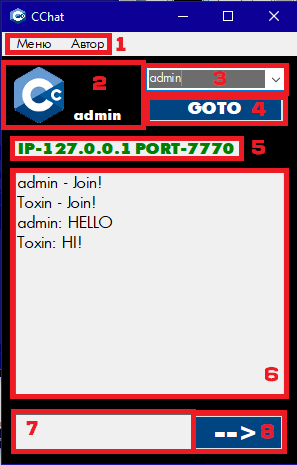 CChat
Меню Автор 1
C C 2
admin
admin 3
GOTO 4
IP-127.0.0.1 PORT-7770 5
admin - Join!
Toxin - Join!
admin: HELLO
Toxin: HI!
6
7
--> 8